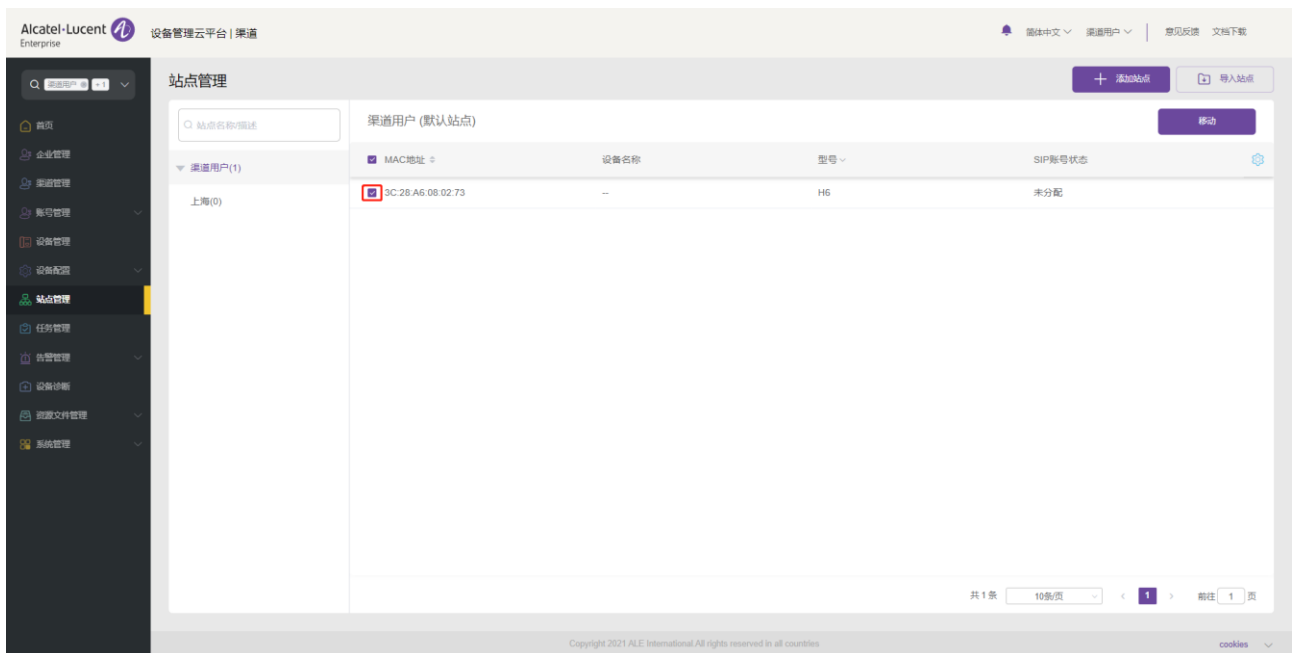 Alcatel·Lucent
Enterprise
设备管理云平台 | 渠道
简体中文
渠道用户
意见反馈
文档下载
渠道用户
+ 1
站点管理
添加站点
导入站点
首页
企业管理
渠道管理
账号管理
设备管理
设备配置
站点管理
任务管理
告警管理
设备诊断
资源文件管理
系统管理
站点名称/描述
渠道用户(1)
上海(0)
渠道用户 (默认站点)
移动
MAC地址
设备名称
型号
SIP账号状态
3C:28:A6:08:02:73
--
H6
未分配
共 1 条
10条/页
1
前往 1 页
Copyright 2021 ALE International.All rights reserved in all countries
cookies